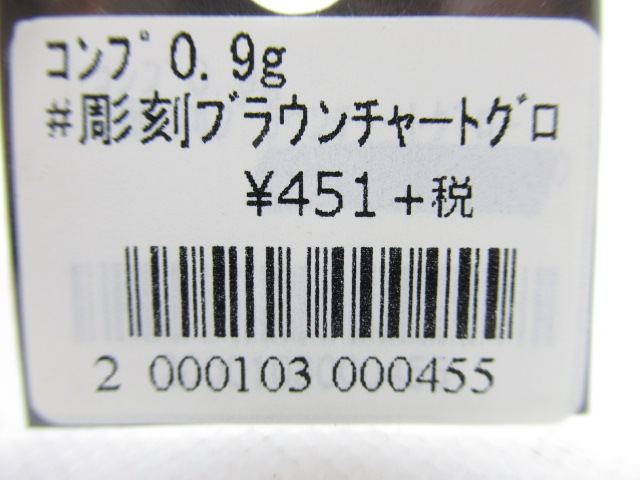 ｺﾝﾌﾟ 0.9g
#彫刻ﾌﾞﾗｳﾝﾁｬｰﾄｸﾞﾛ
¥451+税
2 000103 000455